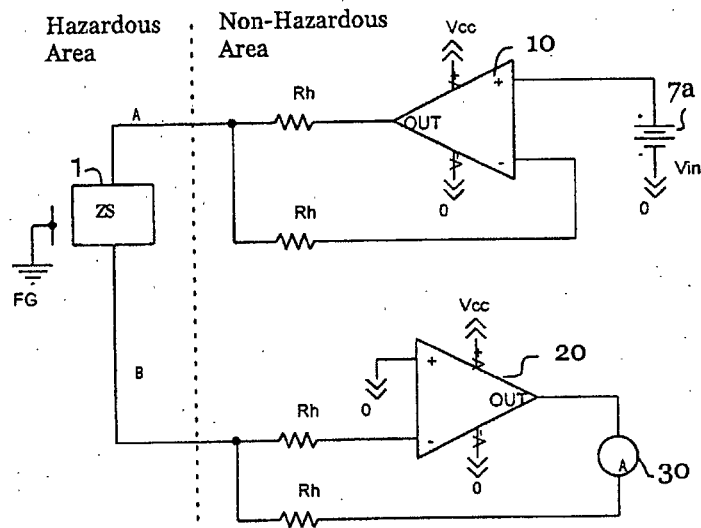 Hazardous Area
Non-Hazardous Area
Vcc
10
Rh
+
OUT
-
0
7a
+
-
Vin
0
A
1
ZS
FG
Rh
B
Vcc
20
+
0
OUT
-
0
Rh
A
30
Rh